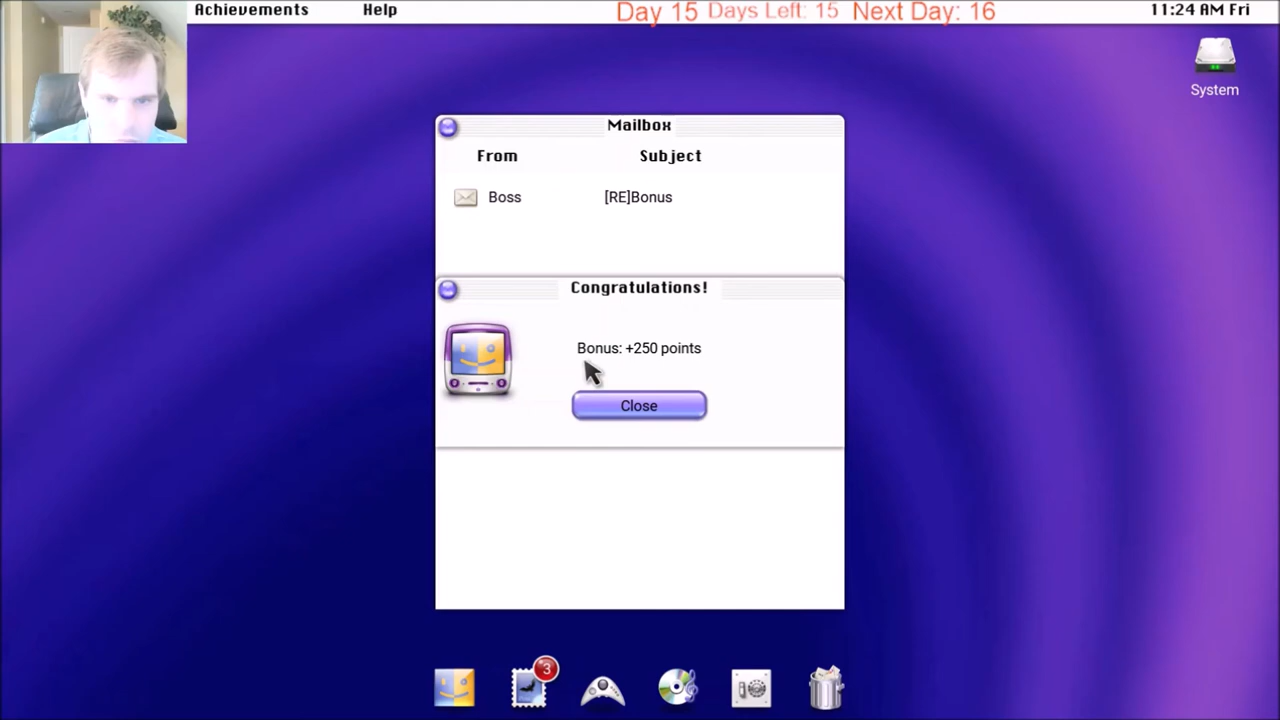 Achievements Help Day 15 Days Left: 15 Next Day: 16 11:24 AM Fri
System
Mailbox
From Subject
Boss [RE]Bonus
Congratulations!
Bonus: +250 points
Close
3